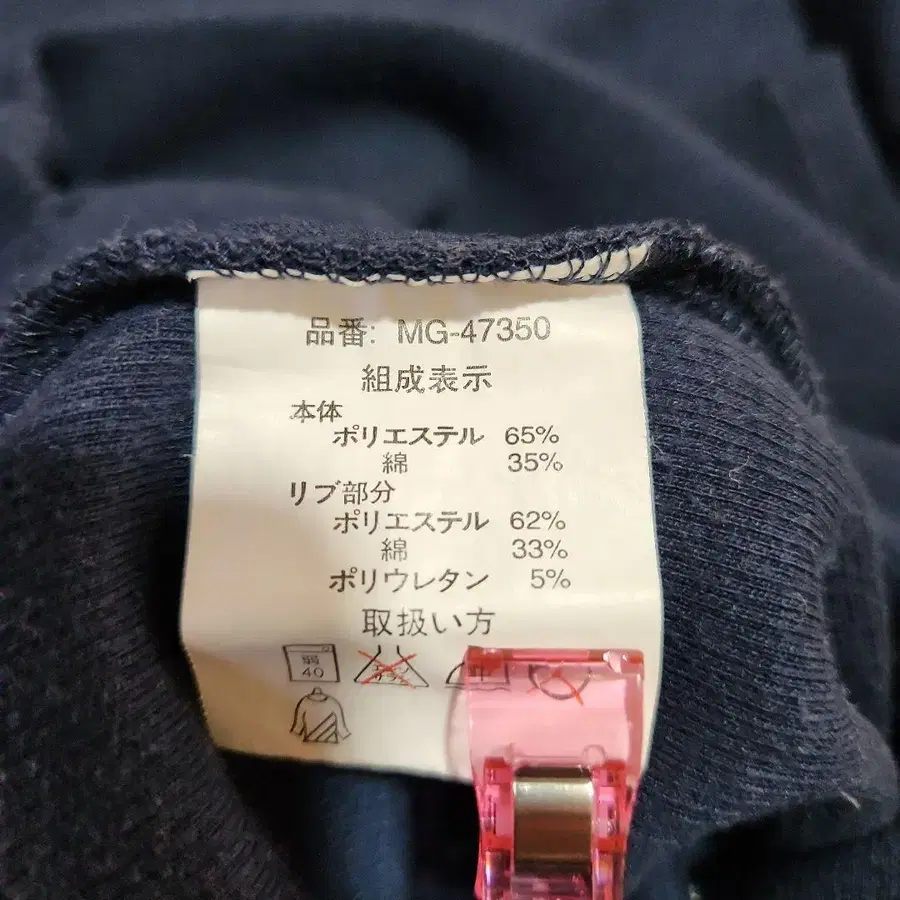 品番: MG-47350
組成表示
本体
ポリエステル 65%
綿 35%
リブ部分
ポリエステル 62%
綿 33%
ポリウレタン 5%
取扱い方
弱
40
中